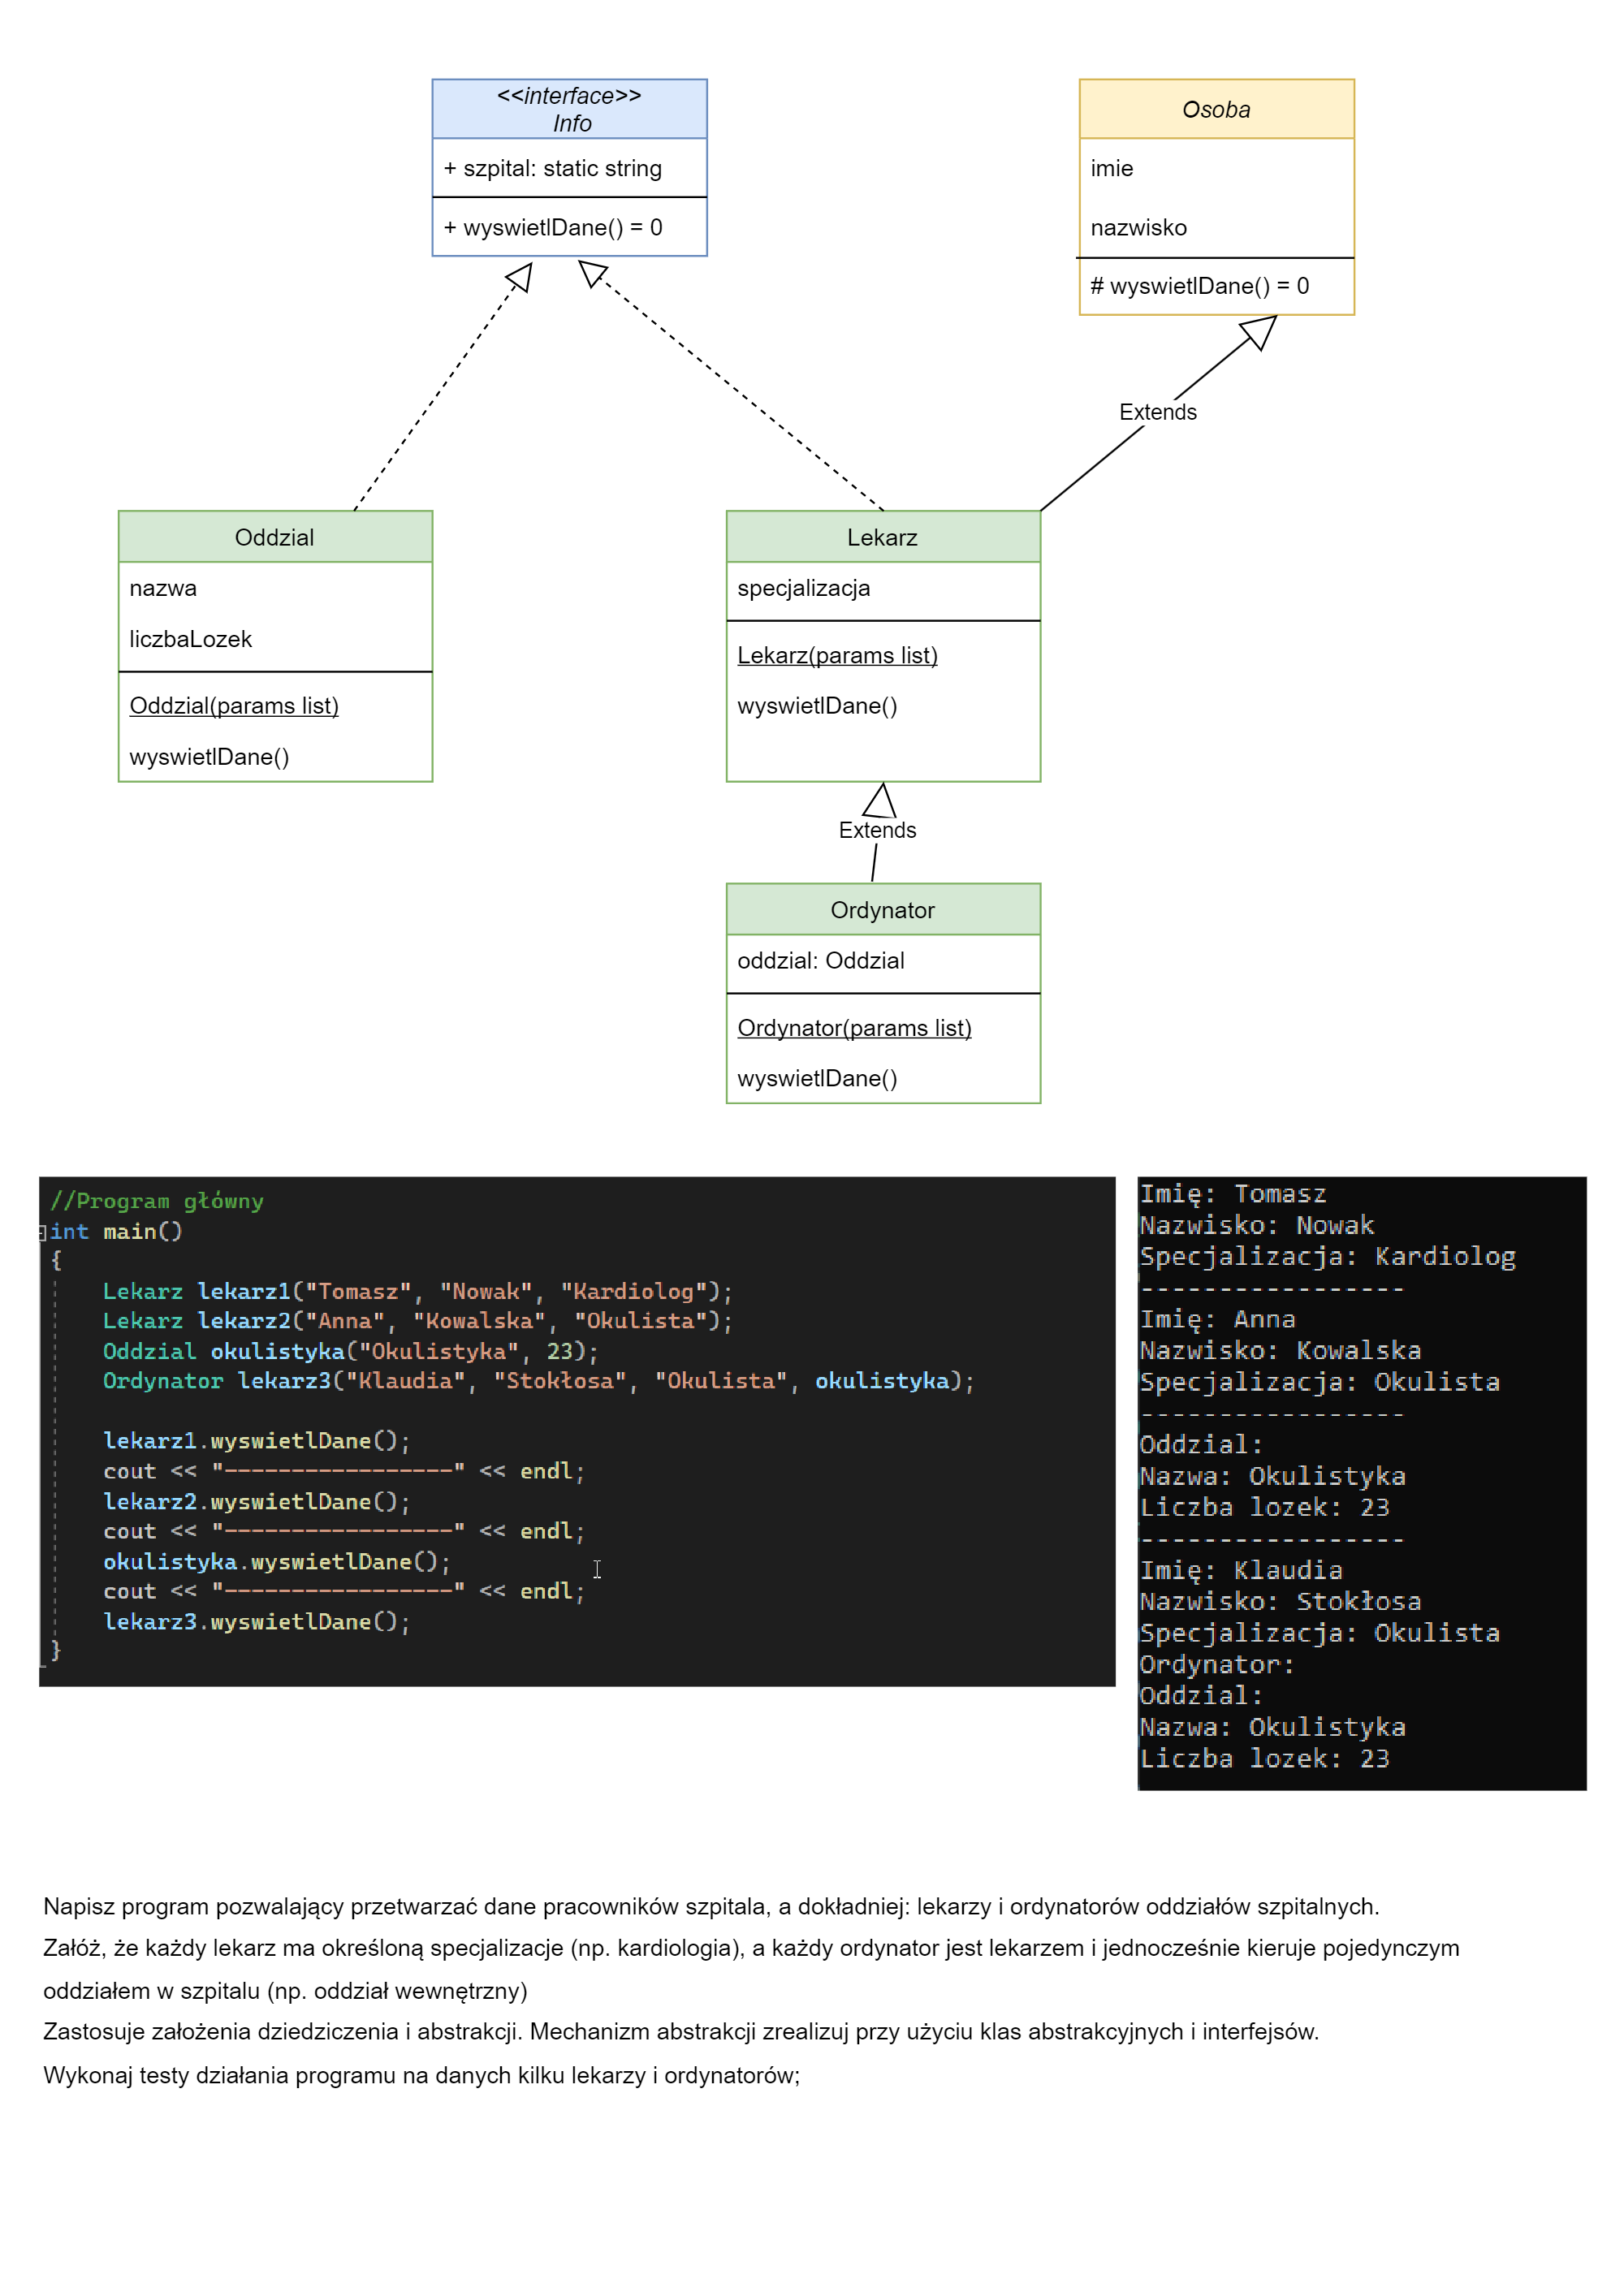 <<interface>>
Info
+ szpital: static string
+ wyswietlDane() = 0
Osoba
imie
nazwisko
# wyswietlDane() = 0
Extends
Oddzial
nazwa
liczbaLozek
Oddzial(params list)
wyswietlDane()
Lekarz
specjalizacja
Lekarz(params list)
wyswietlDane()
Extends
Ordynator
oddzial: Oddzial
Ordynator(params list)
wyswietlDane()
//Program główny
int main()
{
Lekarz lekarz1("Tomasz", "Nowak", "Kardiolog");
Lekarz lekarz2("Anna", "Kowalska", "Okulista");
Oddzial okulistyka("Okulistyka", 23);
Ordynator lekarz3("Klaudia", "Stokłosa", "Okulista", okulistyka);
lekarz1.wyswietlDane();
cout << "-----------------" << endl;
lekarz2.wyswietlDane();
cout << "-----------------" << endl;
okulistyka.wyswietlDane();
cout << "-----------------" << endl;
lekarz3.wyswietlDane();
}
Imię: Tomasz
Nazwisko: Nowak
Specjalizacja: Kardiolog
-----------------
Imię: Anna
Nazwisko: Kowalska
Specjalizacja: Okulista
-----------------
Oddzial:
Nazwa: Okulistyka
Liczba lozek: 23
-----------------
Imię: Klaudia
Nazwisko: Stokłosa
Specjalizacja: Okulista
Ordynator:
Oddzial:
Nazwa: Okulistyka
Liczba lozek: 23
Napisz program pozwalający przetwarzać dane pracowników szpitala, a dokładniej: lekarzy i ordynatorów oddziałów szpitalnych.
Załóż, że każdy lekarz ma określoną specjalizacje (np. kardiologia), a każdy ordynator jest lekarzem i jednocześnie kieruje pojedynczym
oddziałem w szpitalu (np. oddział wewnętrzny)
Zastosuje założenia dziedziczenia i abstrakcji. Mechanizm abstrakcji zrealizuj przy użyciu klas abstrakcyjnych i interfejsów.
Wykonaj testy działania programu na danych kilku lekarzy i ordynatorów;